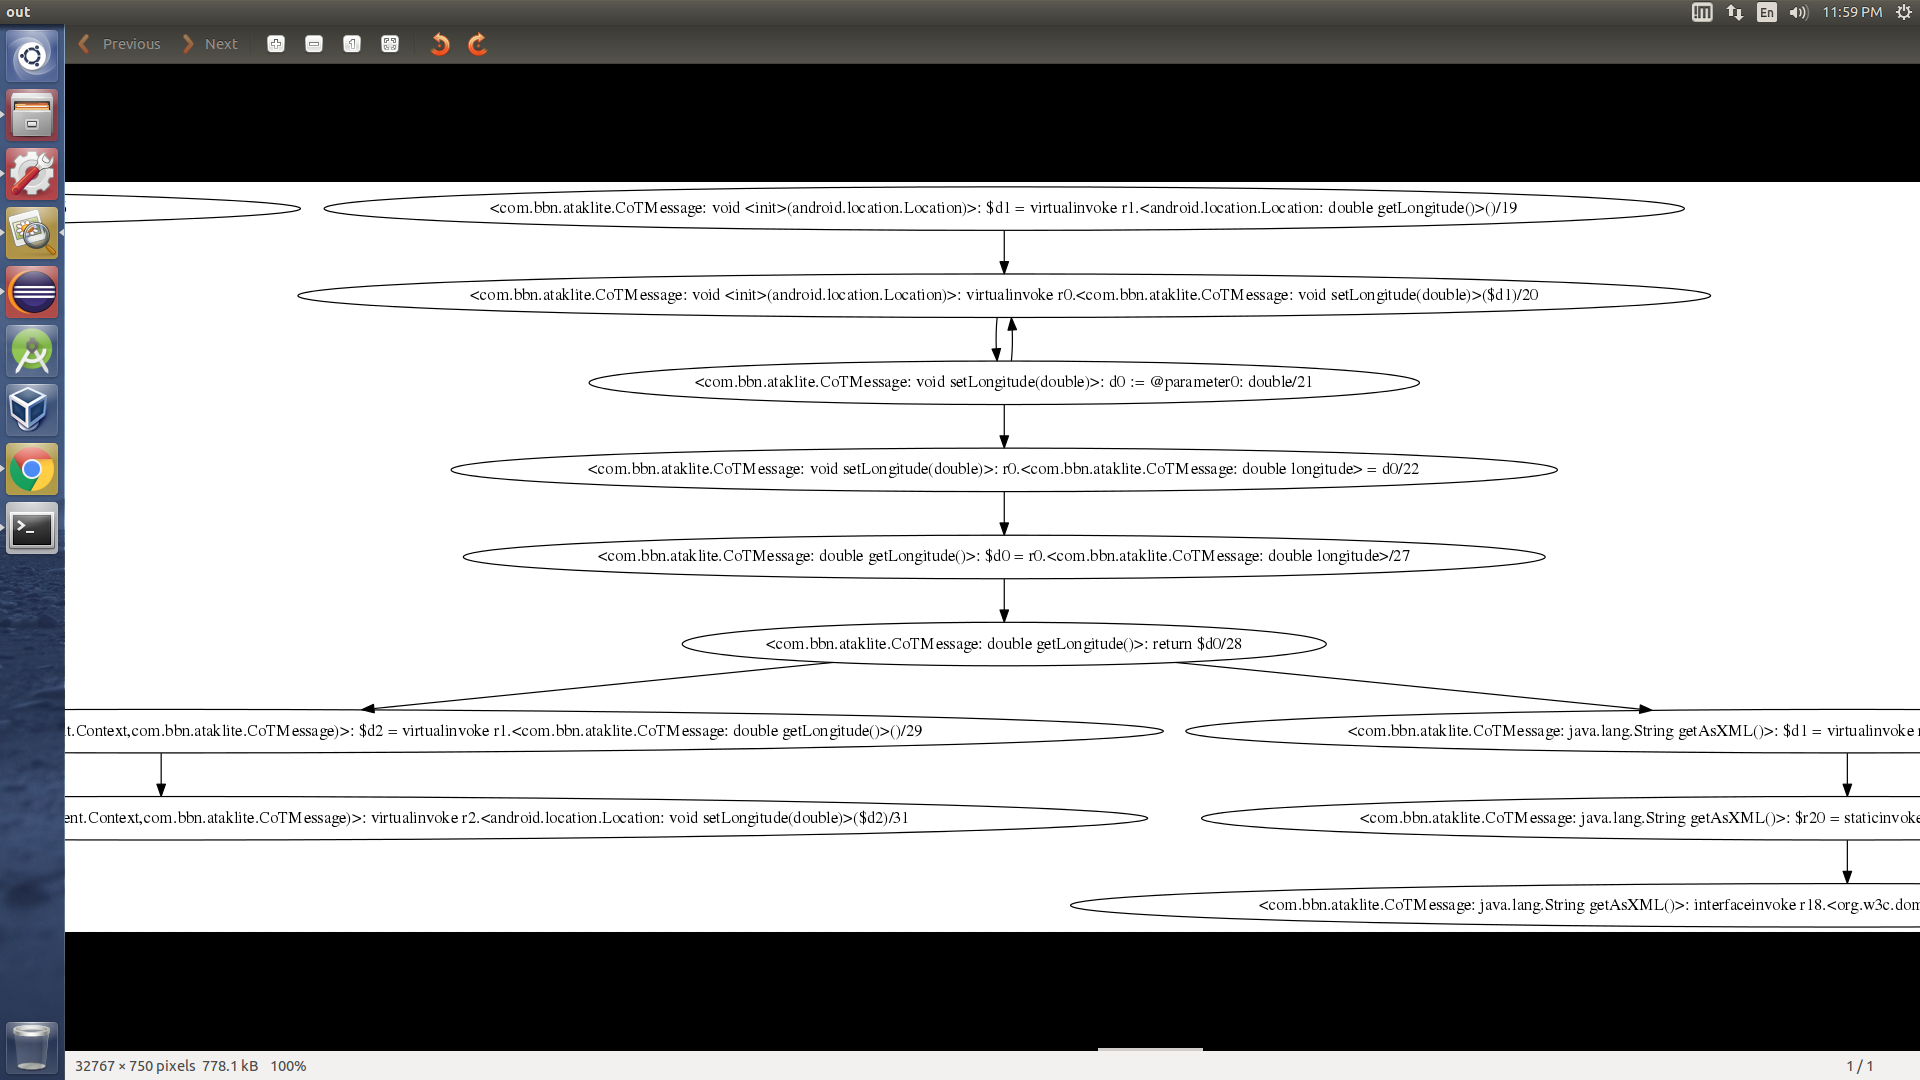 out
En
11:59 PM
Previous
Next
<com.bbn.ataklite.CoTMessage: void <init>(android.location.Location)>: $d1 = virtualinvoke r1.<android.location.Location: double getLongitude()>()/19
<com.bbn.ataklite.CoTMessage: void <init>(android.location.Location)>: virtualinvoke r0.<com.bbn.ataklite.CoTMessage: void setLongitude(double)>($d1)/20
<com.bbn.ataklite.CoTMessage: void setLongitude(double)>: d0 := @parameter0: double/21
<com.bbn.ataklite.CoTMessage: void setLongitude(double)>: r0.<com.bbn.ataklite.CoTMessage: double longitude> = d0/22
<com.bbn.ataklite.CoTMessage: double getLongitude()>: $d0 = r0.<com.bbn.ataklite.CoTMessage: double longitude>/27
<com.bbn.ataklite.CoTMessage: double getLongitude()>: return $d0/28
t.Context,com.bbn.ataklite.CoTMessage)>: $d2 = virtualinvoke r1.<com.bbn.ataklite.CoTMessage: double getLongitude()>()/29
<com.bbn.ataklite.CoTMessage: java.lang.String getAsXML()>: $d1 = virtualinvoke
ent.Context,com.bbn.ataklite.CoTMessage)>: virtualinvoke r2.<android.location.Location: void setLongitude(double)>($d2)/31
<com.bbn.ataklite.CoTMessage: java.lang.String getAsXML()>: $r20 = staticinvoke
<com.bbn.ataklite.CoTMessage: java.lang.String getAsXML()>: interfaceinvoke r18.<org.w3c.dom
32767 × 750 pixels 778.1 kB 100%
1 / 1